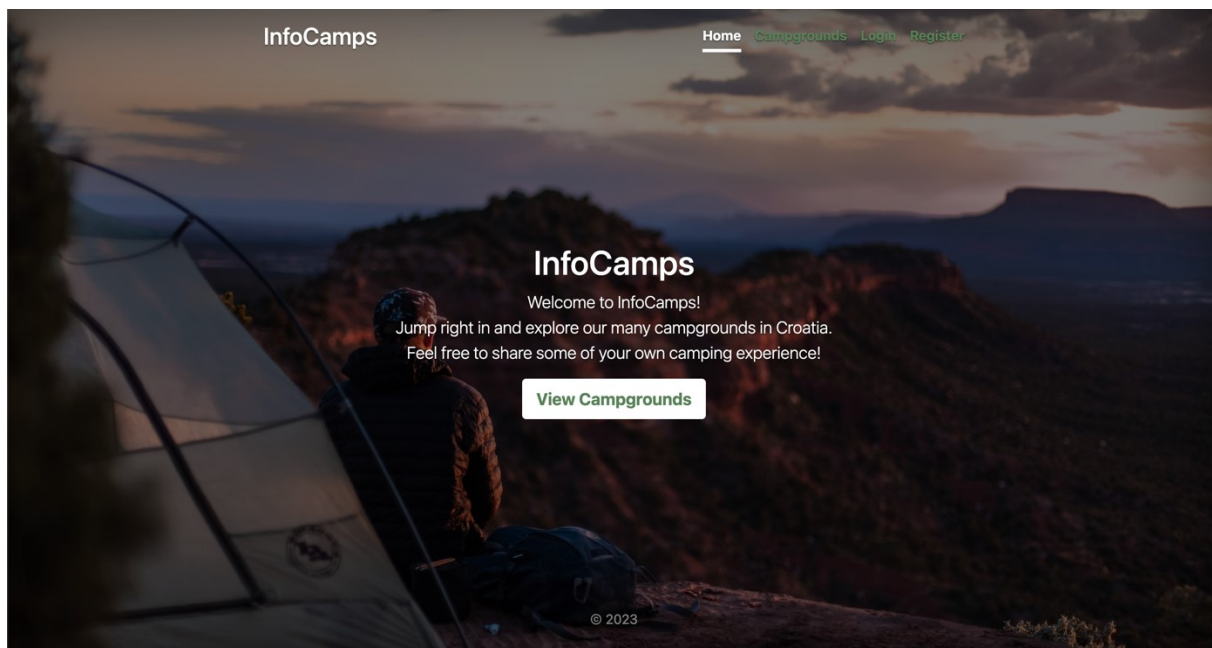 InfoCamps
Home Campgrounds Login Register
InfoCamps
Welcome to InfoCamps!
Jump right in and explore our many campgrounds in Croatia.
Feel free to share some of your own camping experience!
View Campgrounds
© 2023